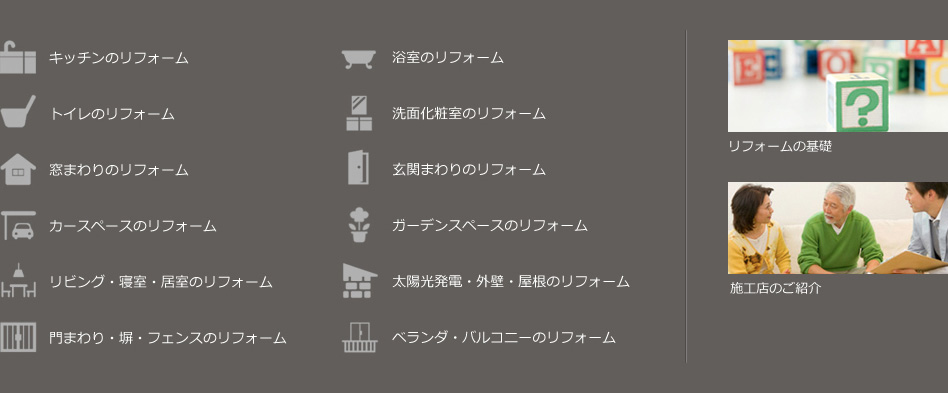 キッチンのリフォーム
浴室のリフォーム
トイレのリフォーム
洗面化粧室のリフォーム
窓まわりのリフォーム
玄関まわりのリフォーム
カースペースのリフォーム
ガーデンスペースのリフォーム
リビング・寝室・居室のリフォーム
太陽光発電・外壁・屋根のリフォーム
門まわり・塀・フェンスのリフォーム
ベランダ・バルコニーのリフォーム
?
リフォームの基礎
施工店のご紹介